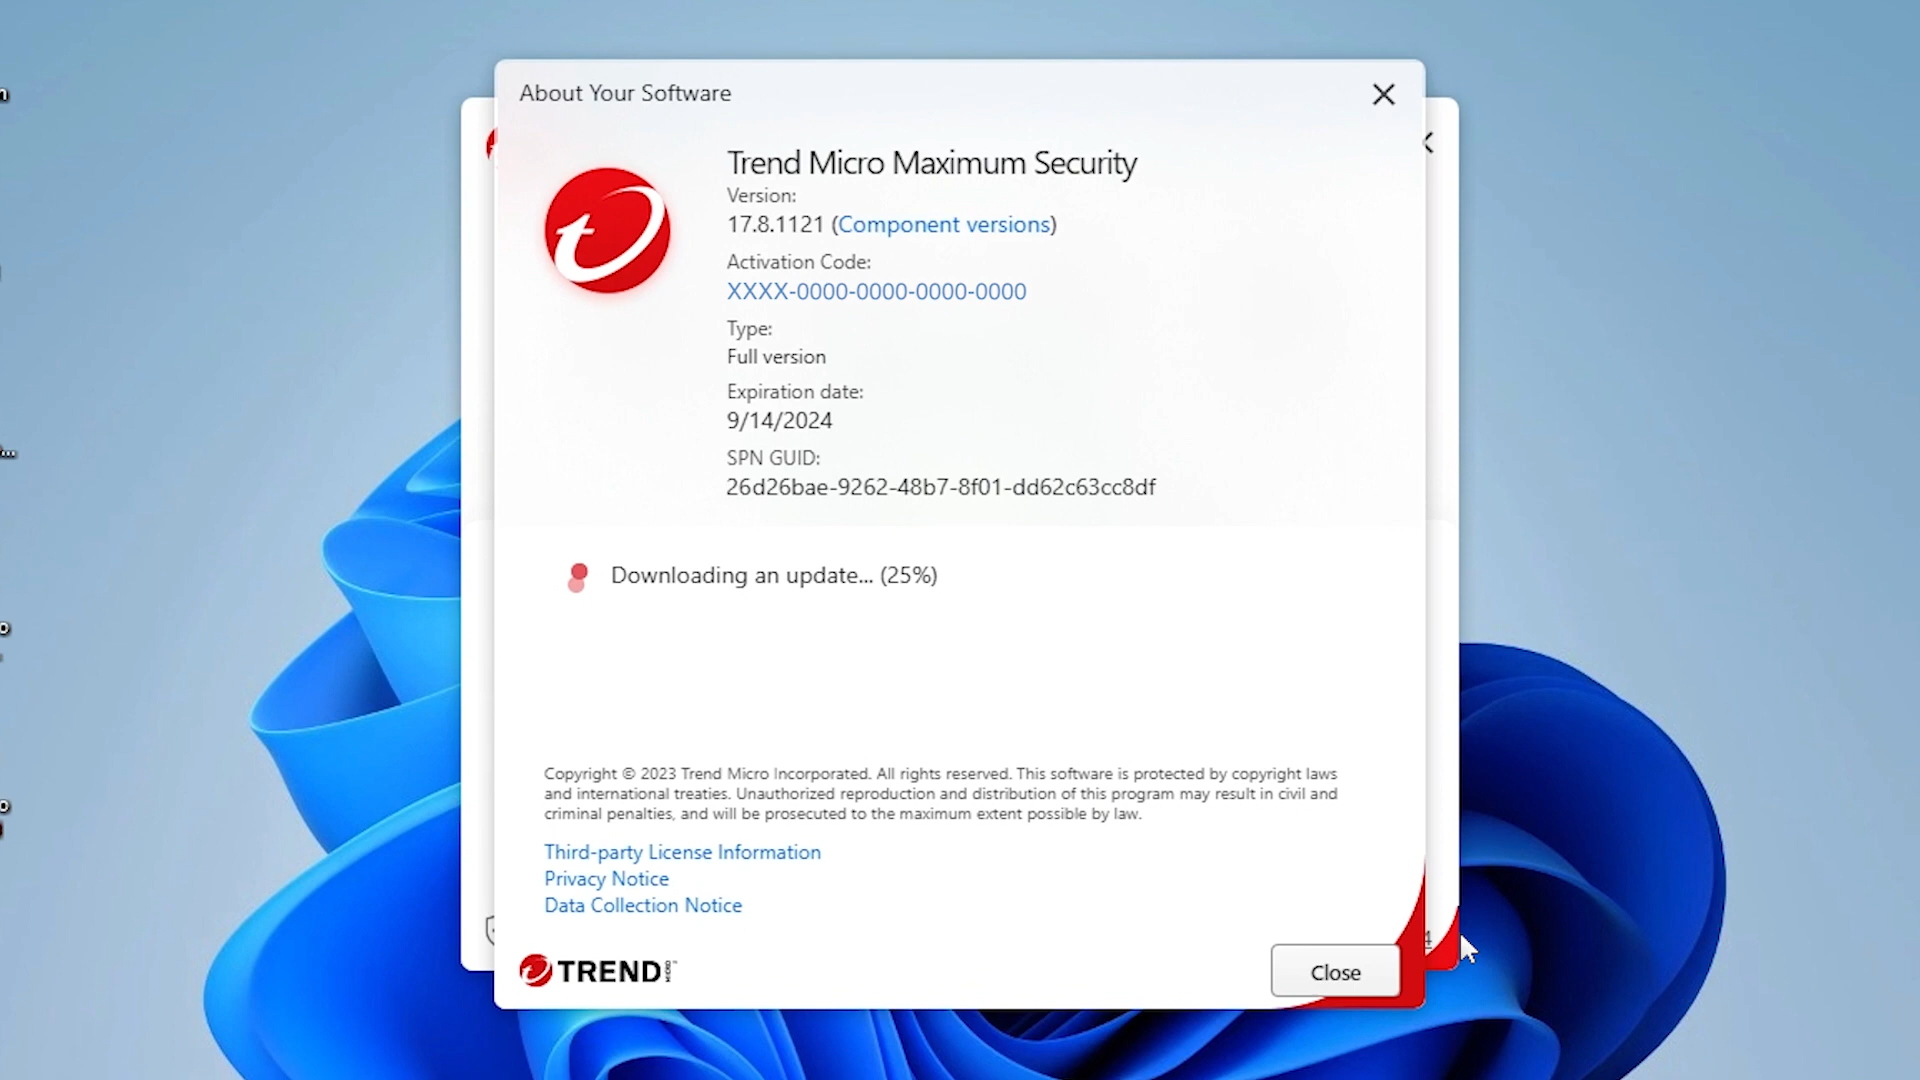 About Your Software
Trend Micro Maximum Security
Version:
17.8.1121 (Component versions)
Activation Code:
XXXX-0000-0000-0000-0000
Type:
Full version
Expiration date:
9/14/2024
SPN GUID:
26d26bae-9262-48b7-8f01-dd62c63cc8df
Downloading an update... (25%)
Copyright © 2023 Trend Micro Incorporated. All rights reserved. This software is protected by copyright laws
and international treaties. Unauthorized reproduction and distribution of this program may result in civil and
criminal penalties, and will be prosecuted to the maximum extent possible by law.
Third-party License Information
Privacy Notice
Data Collection Notice
TREND MICRO™
Close